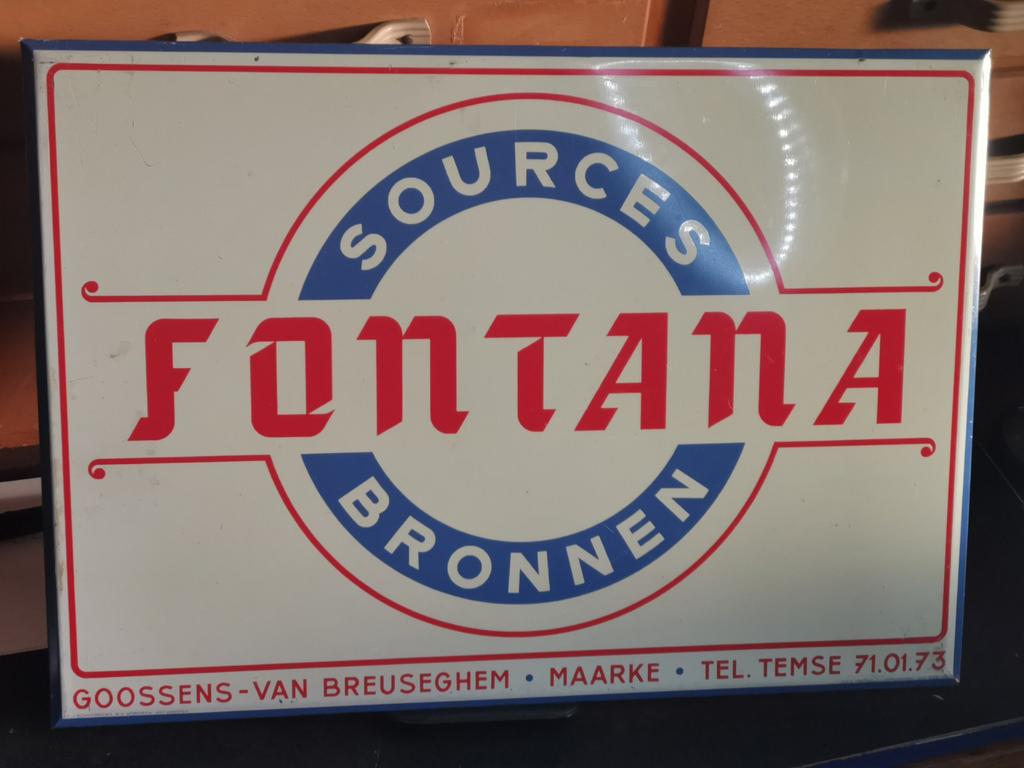 SOURCES
FONTANA
BRONNEN
GOOSSENS-VAN BREUSEGHEM • MAARKE • TEL. TEMSE 71.01.73